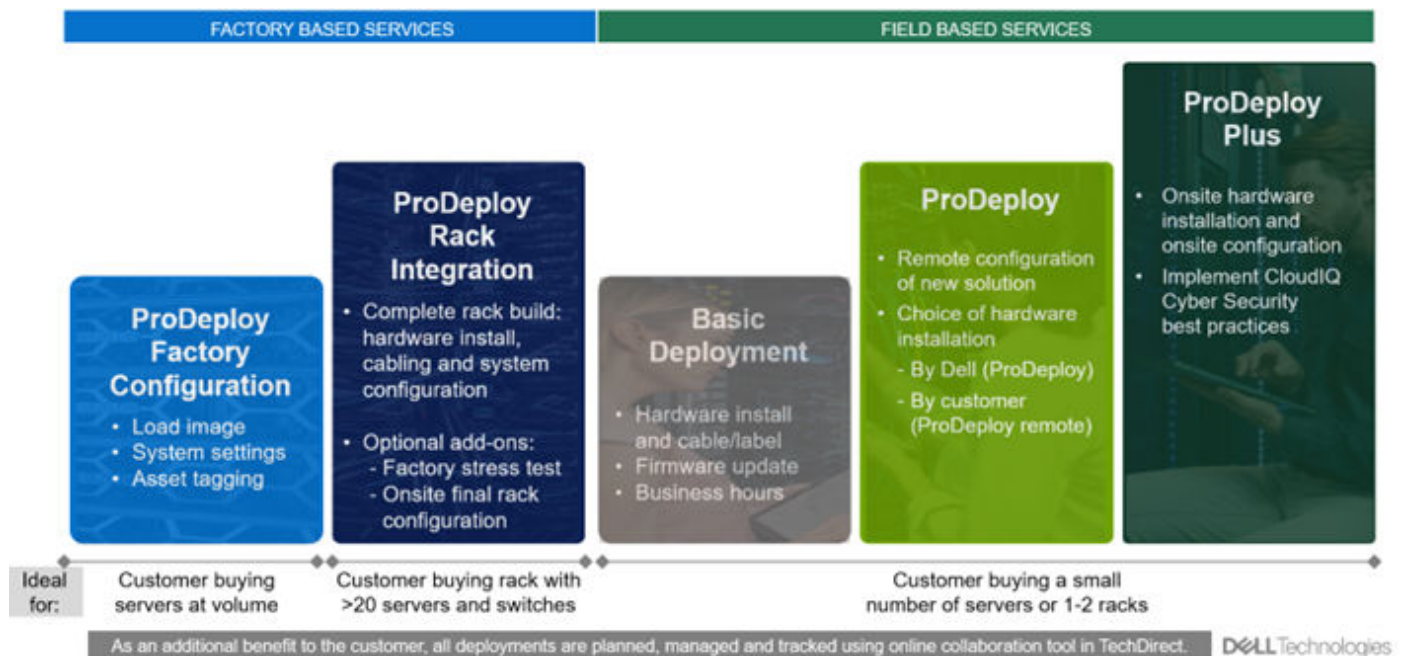 FACTORY BASED SERVICES
FIELD BASED SERVICES
ProDeploy
Factory
Configuration
• Load image
• System settings
• Asset tagging
ProDeploy
Rack
Integration
• Complete rack build:
hardware install,
cabling and system
configuration
• Optional add-ons:
- Factory stress test
- Onsite final rack
configuration
Basic
Deployment
• Hardware install
and cable/label
• Firmware update
• Business hours
ProDeploy
• Remote configuration
of new solution
• Choice of hardware
installation
- By Dell (ProDeploy)
- By customer
(ProDeploy remote)
ProDeploy
Plus
• Onsite hardware
installation and
onsite configuration
• Implement CloudIQ
Cyber Security
best practices
Ideal
for:
Customer buying
servers at volume
Customer buying rack with
>20 servers and switches
Customer buying a small
number of servers or 1-2 racks
As an additional benefit to the customer, all deployments are planned, managed and tracked using online collaboration tool in TechDirect.
DELL Technologies